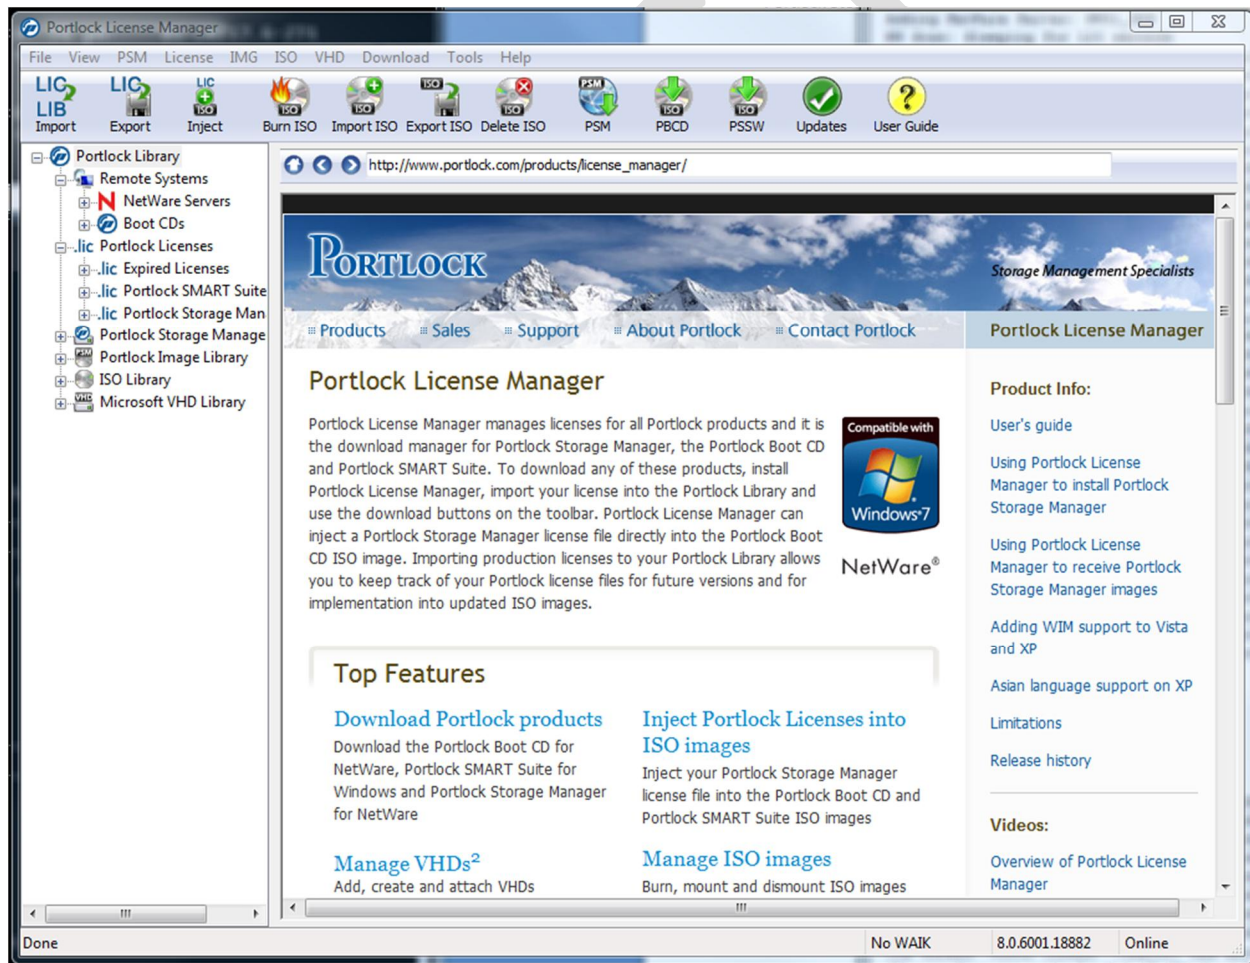 Portlock License Manager
File View PSM License IMG ISO VHD Download Tools Help
LIC LIB LIC LIC ISO ISO ISO ISO ISO PSM ISO ISO ?
Import Export Inject Burn ISO Import ISO Export ISO Delete ISO PSM PBCD PSSW Updates User Guide
Portlock Library
Remote Systems
NetWare Servers
Boot CDs
.lic Portlock Licenses
.lic Expired Licenses
.lic Portlock SMART Suite
.lic Portlock Storage Man
Portlock Storage Manage
Portlock Image Library
ISO Library
Microsoft VHD Library
http://www.portlock.com/products/license_manager/
PORTLOCK
Storage Management Specialists
Products Sales Support About Portlock Contact Portlock
Portlock License Manager
Portlock License Manager
Portlock License Manager manages licenses for all Portlock products and it is
the download manager for Portlock Storage Manager, the Portlock Boot CD
and Portlock SMART Suite. To download any of these products, install
Portlock License Manager, import your license into the Portlock Library and
use the download buttons on the toolbar. Portlock License Manager can
inject a Portlock Storage Manager license file directly into the Portlock Boot
CD ISO image. Importing production licenses to your Portlock Library allows
you to keep track of your Portlock license files for future versions and for
implementation into updated ISO images.
Compatible with
Windows®7
NetWare®
Top Features
Download Portlock products
Download the Portlock Boot CD for
NetWare, Portlock SMART Suite for
Windows and Portlock Storage Manager
for NetWare
Inject Portlock Licenses into
ISO images
Inject your Portlock Storage Manager
license file into the Portlock Boot CD and
Portlock SMART Suite ISO images
Manage VHDs²
Add, create and attach VHDs
Manage ISO images
Burn, mount and dismount ISO images
Product Info:
User's guide
Using Portlock License
Manager to install Portlock
Storage Manager
Using Portlock License
Manager to receive Portlock
Storage Manager images
Adding WIM support to Vista
and XP
Asian language support on XP
Limitations
Release history
Videos:
Overview of Portlock License
Manager
Done No WAIK 8.0.6001.18882 Online